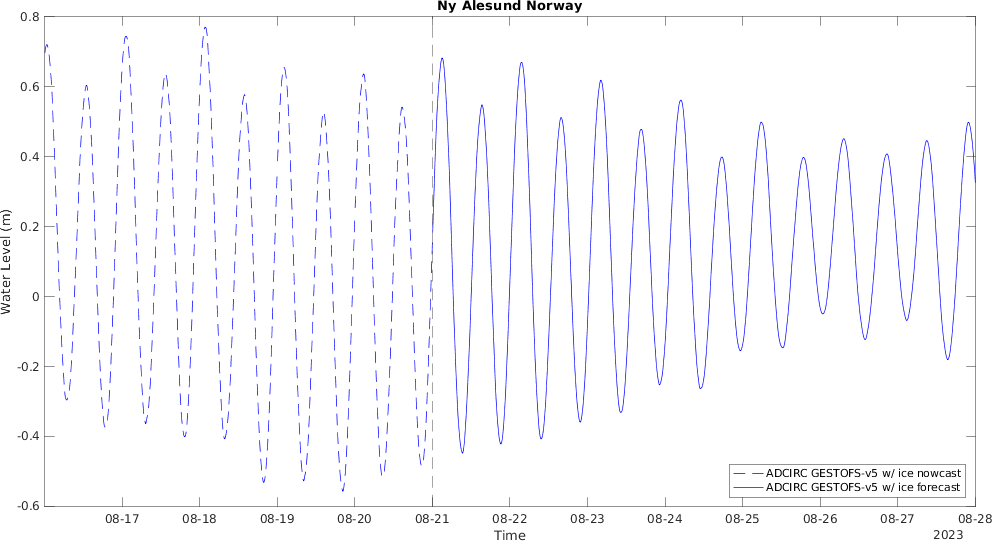 Ny Alesund Norway
0.8
0.6
0.4
0.2
0
-0.2
-0.4
-0.6
Water Level (m)
ADCIRC GESTOFS-v5 w/ ice nowcast
ADCIRC GESTOFS-v5 w/ ice forecast
08-17 08-18 08-19 08-20 08-21 08-22 08-23 08-24 08-25 08-26 08-27 08-28
Time
2023